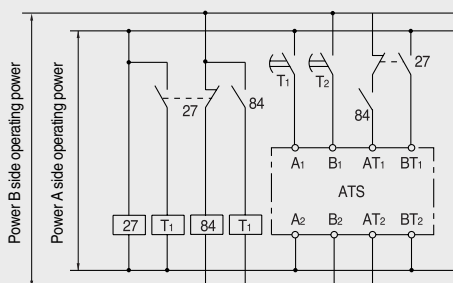 Power B side operating power
Power A side operating power
T1
T2
27
27
84
84
A1 B1 AT1 BT1
ATS
A2 B2 AT2 BT2
27 T1 84 T1